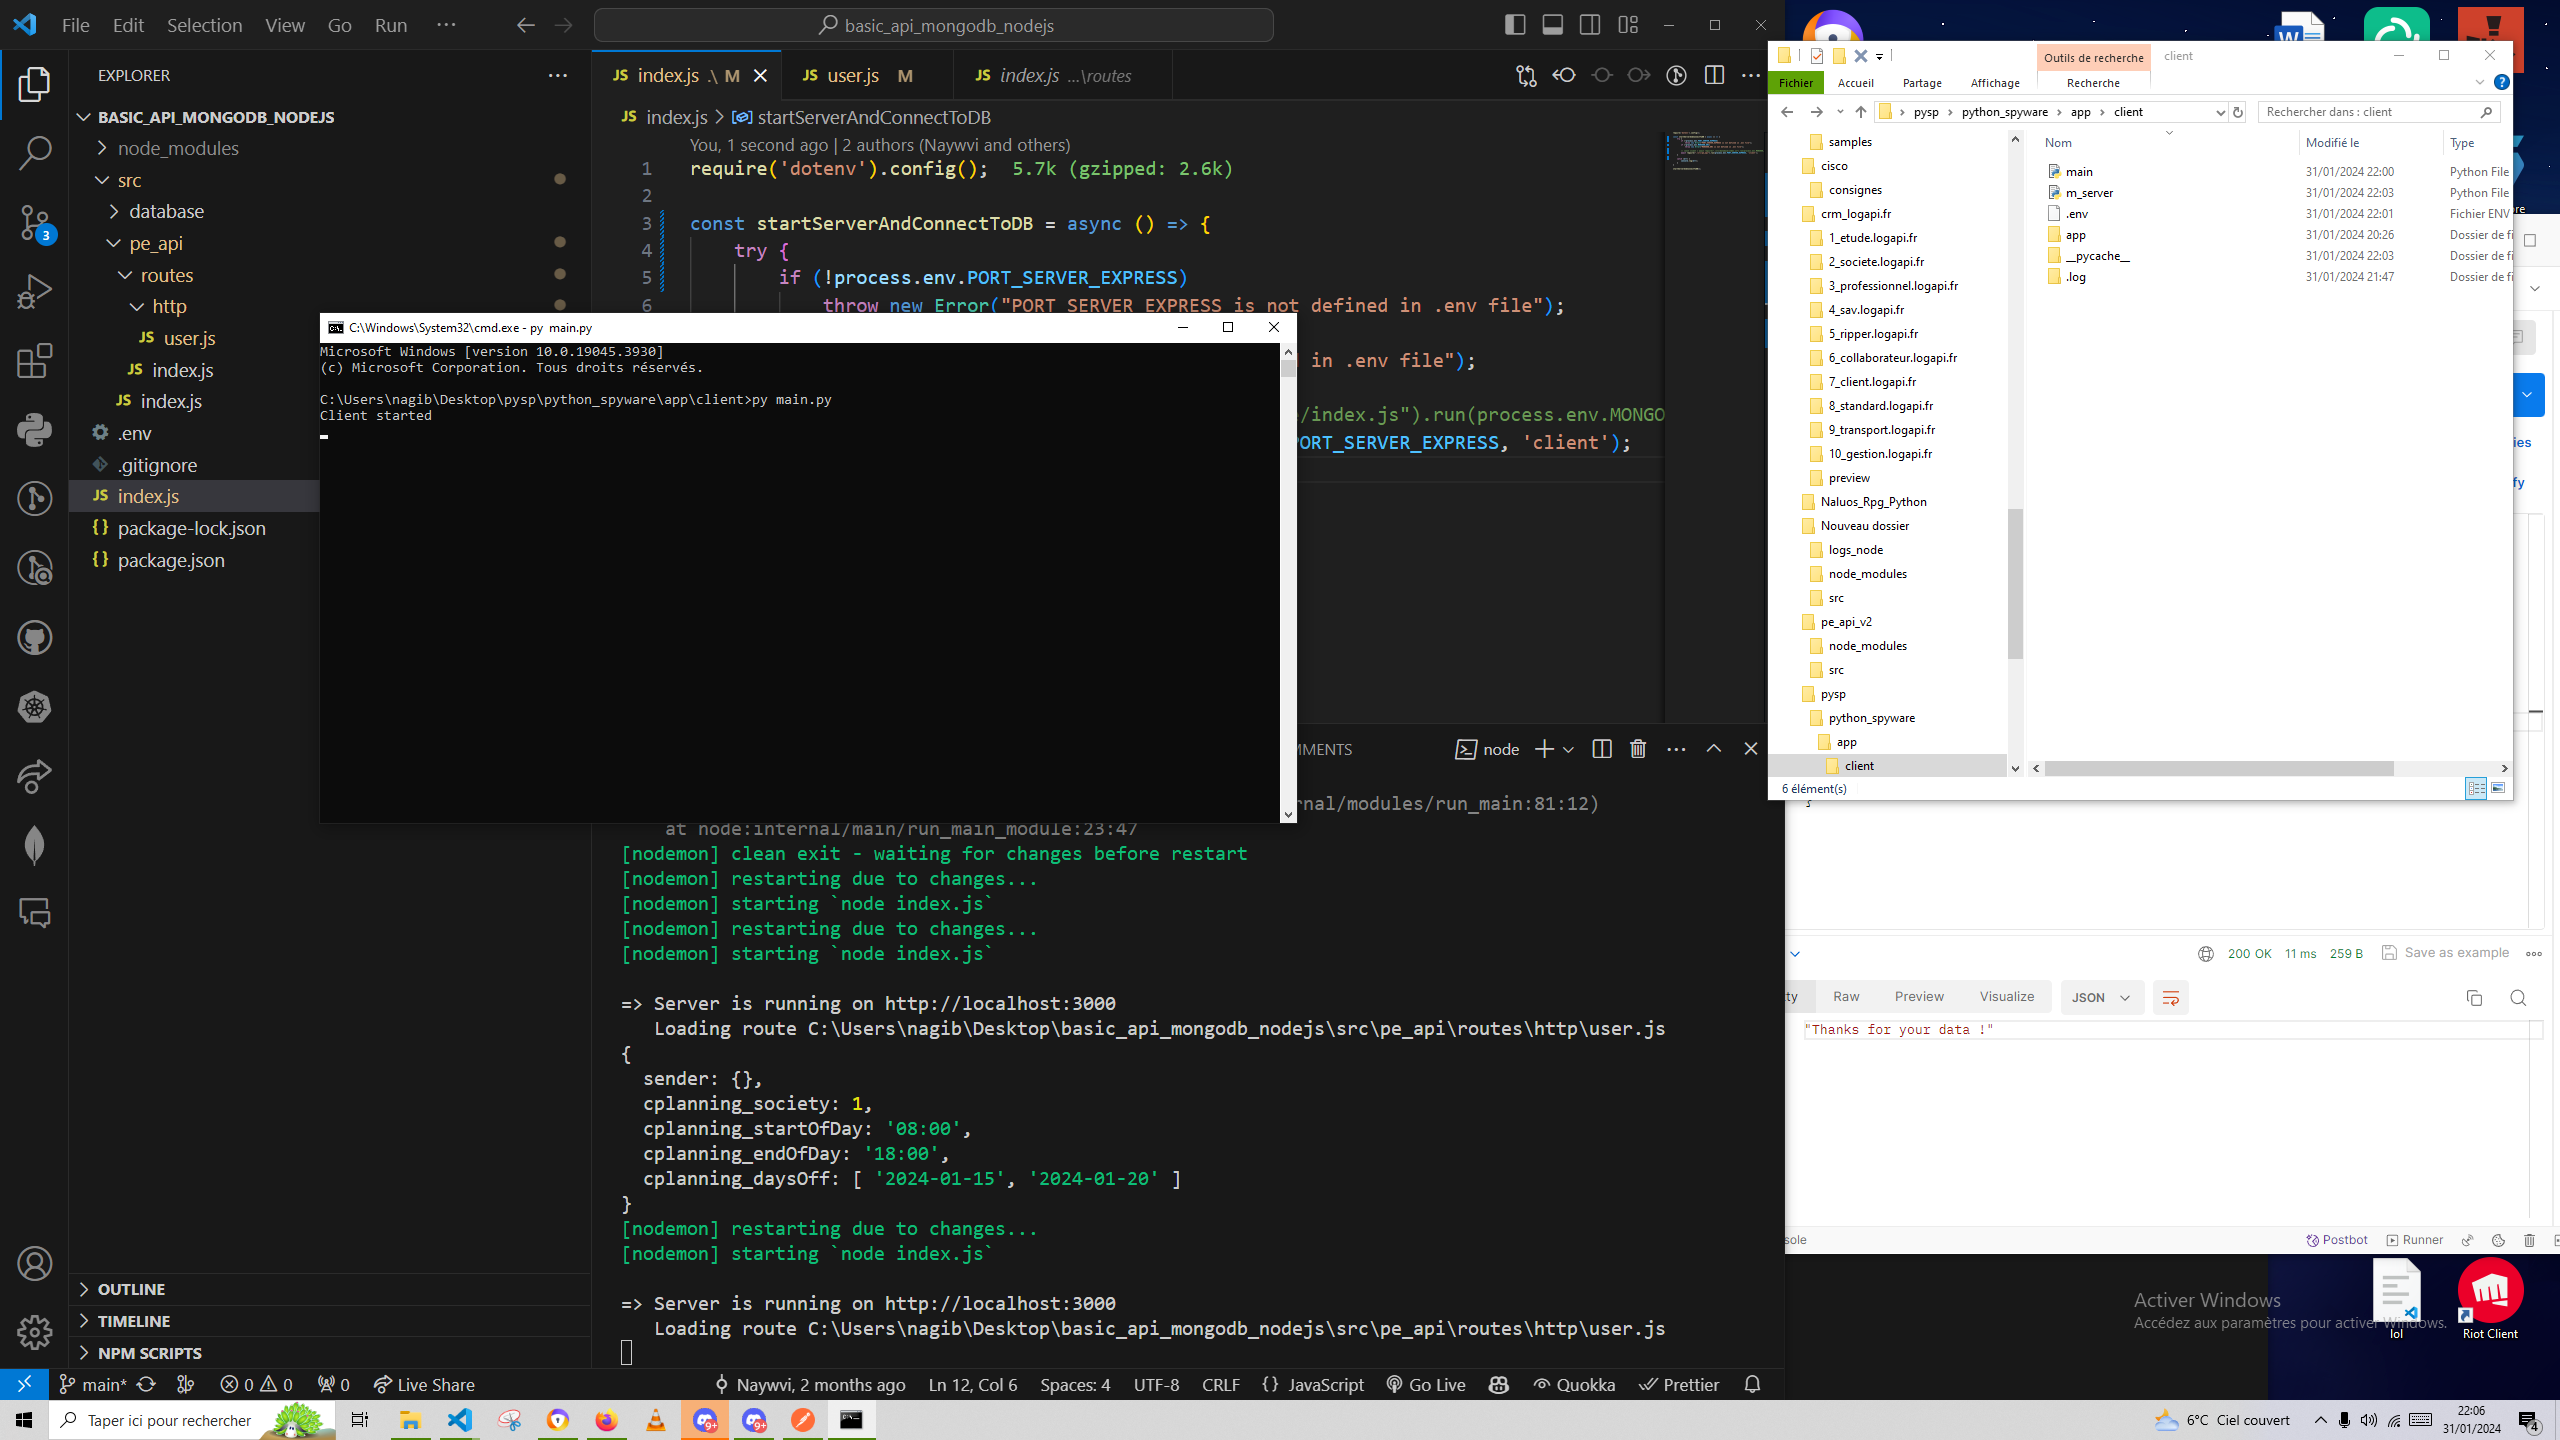 File Edit Selection View Go Run ···
basic_api_mongodb_nodejs
EXPLORER
BASIC_API_MONGODB_NODEJS
node_modules
src
database
pe_api
routes
http
JS user.js
JS index.js
JS index.js
.env
.gitignore
JS index.js
{} package-lock.json
{} package.json
OUTLINE
TIMELINE
NPM SCRIPTS
3
JS index.js .\ M
JS user.js M
JS index.js ...\routes
JS index.js > startServerAndConnectToDB
You, 1 second ago | 2 authors (Naywvi and others)
1 require('dotenv').config(); 5.7k (gzipped: 2.6k)
2
3 const startServerAndConnectToDB = async () => {
4 try {
5 if (!process.env.PORT_SERVER_EXPRESS)
6 throw new Error("PORT SERVER EXPRESS is not defined in .env file");
in .env file");
/index.js").run(process.env.MONGO
PORT_SERVER_EXPRESS, 'client');
C:\Windows\System32\cmd.exe - py main.py
Microsoft Windows [version 10.0.19045.3930]
(c) Microsoft Corporation. Tous droits réservés.
C:\Users\nagib\Desktop\pysp\python_spyware\app\client>py main.py
Client started
MMENTS
node
rnal/modules/run_main:81:12)
at node:internal/main/run_main_module:23:47
[nodemon] clean exit - waiting for changes before restart
[nodemon] restarting due to changes...
[nodemon] starting `node index.js`
[nodemon] restarting due to changes...
[nodemon] starting `node index.js`
=> Server is running on http://localhost:3000
Loading route C:\Users\nagib\Desktop\basic_api_mongodb_nodejs\src\pe_api\routes\http\user.js
{
sender: {},
cplanning_society: 1,
cplanning_startOfDay: '08:00',
cplanning_endOfDay: '18:00',
cplanning_daysOff: [ '2024-01-15', '2024-01-20' ]
}
[nodemon] restarting due to changes...
[nodemon] starting `node index.js`
=> Server is running on http://localhost:3000
Loading route C:\Users\nagib\Desktop\basic_api_mongodb_nodejs\src\pe_api\routes\http\user.js
main* 0 0 0 Live Share
Naywvi, 2 months ago Ln 12, Col 6 Spaces: 4 UTF-8 CRLF {} JavaScript Go Live Quokka Prettier
Outils de recherche client
Fichier Accueil Partage Affichage Recherche
pysp > python_spyware > app > client
Rechercher dans : client
samples
cisco
consignes
crm_logapi.fr
1_etude.logapi.fr
2_societe.logapi.fr
3_professionnel.logapi.fr
4_sav.logapi.fr
5_ripper.logapi.fr
6_collaborateur.logapi.fr
7_client.logapi.fr
8_standard.logapi.fr
9_transport.logapi.fr
10_gestion.logapi.fr
preview
Naluos_Rpg_Python
Nouveau dossier
logs_node
node_modules
src
pe_api_v2
node_modules
src
pysp
python_spyware
app
client
Nom Modifié le Type
main 31/01/2024 22:00 Python File
m_server 31/01/2024 22:03 Python File
.env 31/01/2024 22:01 Fichier ENV
app 31/01/2024 20:26 Dossier de fi
__pycache__ 31/01/2024 22:03 Dossier de fi
.log 31/01/2024 21:47 Dossier de fi
6 élément(s)
ies
fy
}
200 OK 11 ms 259 B Save as example
ty Raw Preview Visualize JSON
"Thanks for your data !"
sole Postbot Runner
Activer Windows
Accédez aux paramètres pour activer Windows.
lol
Riot Client
Taper ici pour rechercher
9+
9+
6°C Ciel couvert
22:06
31/01/2024
4